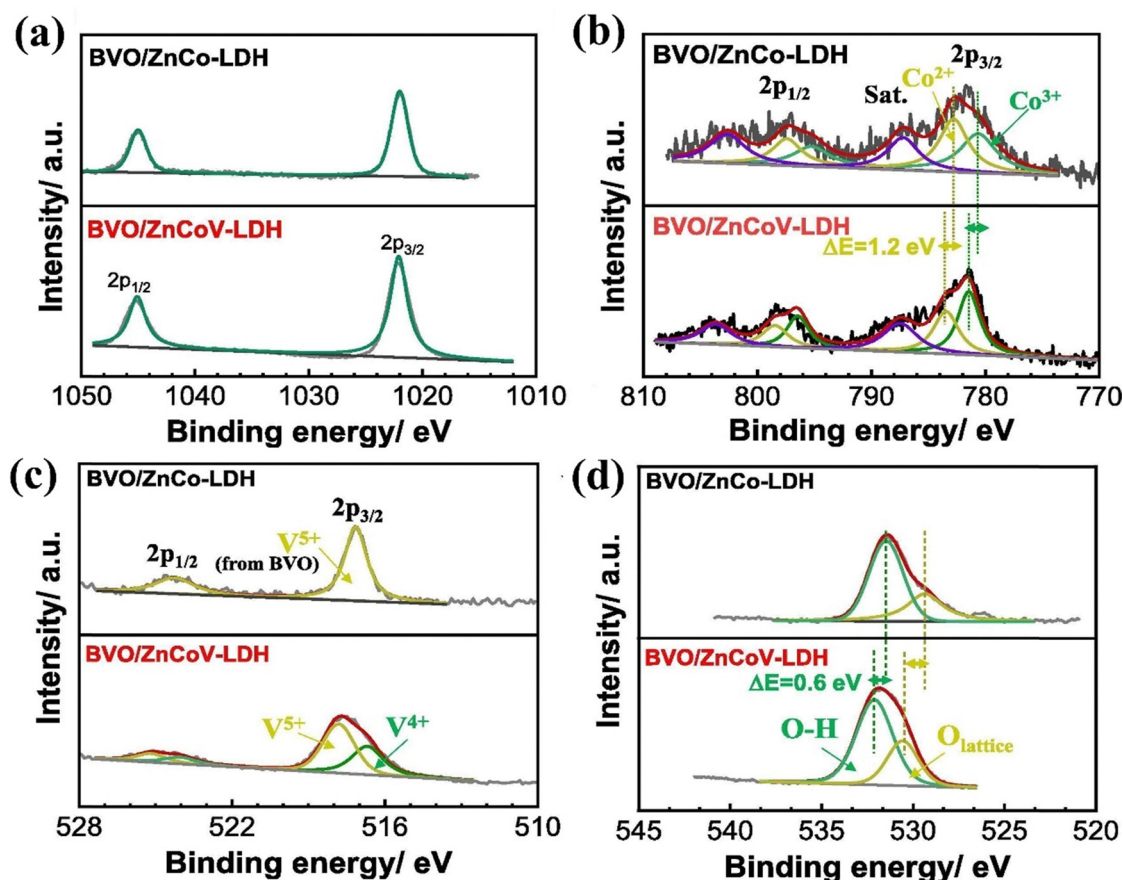 (a)
BVO/ZnCo-LDH
BVO/ZnCoV-LDH
2p1/2
2p3/2
Intensity/ a.u.
1050 1040 1030 1020 1010
Binding energy/ eV
(b)
BVO/ZnCo-LDH
2p3/2
2p1/2
Sat.
Co2+
Co3+
BVO/ZnCoV-LDH
ΔE=1.2 eV
Intensity/ a.u.
810 800 790 780 770
Binding energy/ eV
(c)
BVO/ZnCo-LDH
2p3/2
2p1/2
(from BVO)
V5+
BVO/ZnCoV-LDH
V5+
V4+
Intensity/ a.u.
528 522 516 510
Binding energy/ eV
(d)
BVO/ZnCo-LDH
BVO/ZnCoV-LDH
ΔE=0.6 eV
O-H
Olattice
Intensity/ a.u.
545 540 535 530 525 520
Binding energy/ eV